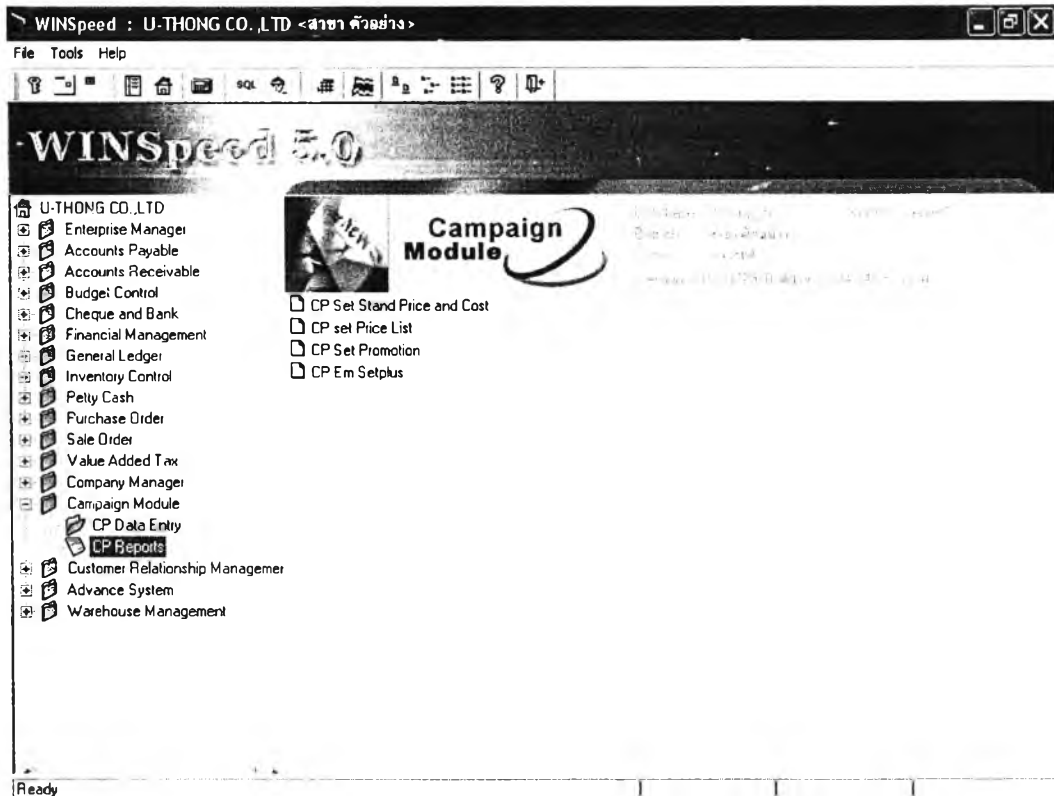 WINSpeed : U-THONG CO.,LTD <สาขา ตัวอย่าง>
File Tools Help
SQL
WINSpeed 5.0
U-THONG CO.,LTD
Enterprise Manager
Accounts Payable
Accounts Receivable
Budget Control
Cheque and Bank
Financial Management
General Ledger
Inventory Control
Petty Cash
Purchase Order
Sale Order
Value Added Tax
Company Manager
Campaign Module
CP Data Entry
CP Reports
Customer Relationship Managemer
Advance System
Warehouse Management
New
Campaign
Module
CP Set Stand Price and Cost
CP set Price List
CP Set Promotion
CP Em Setplus
Ready